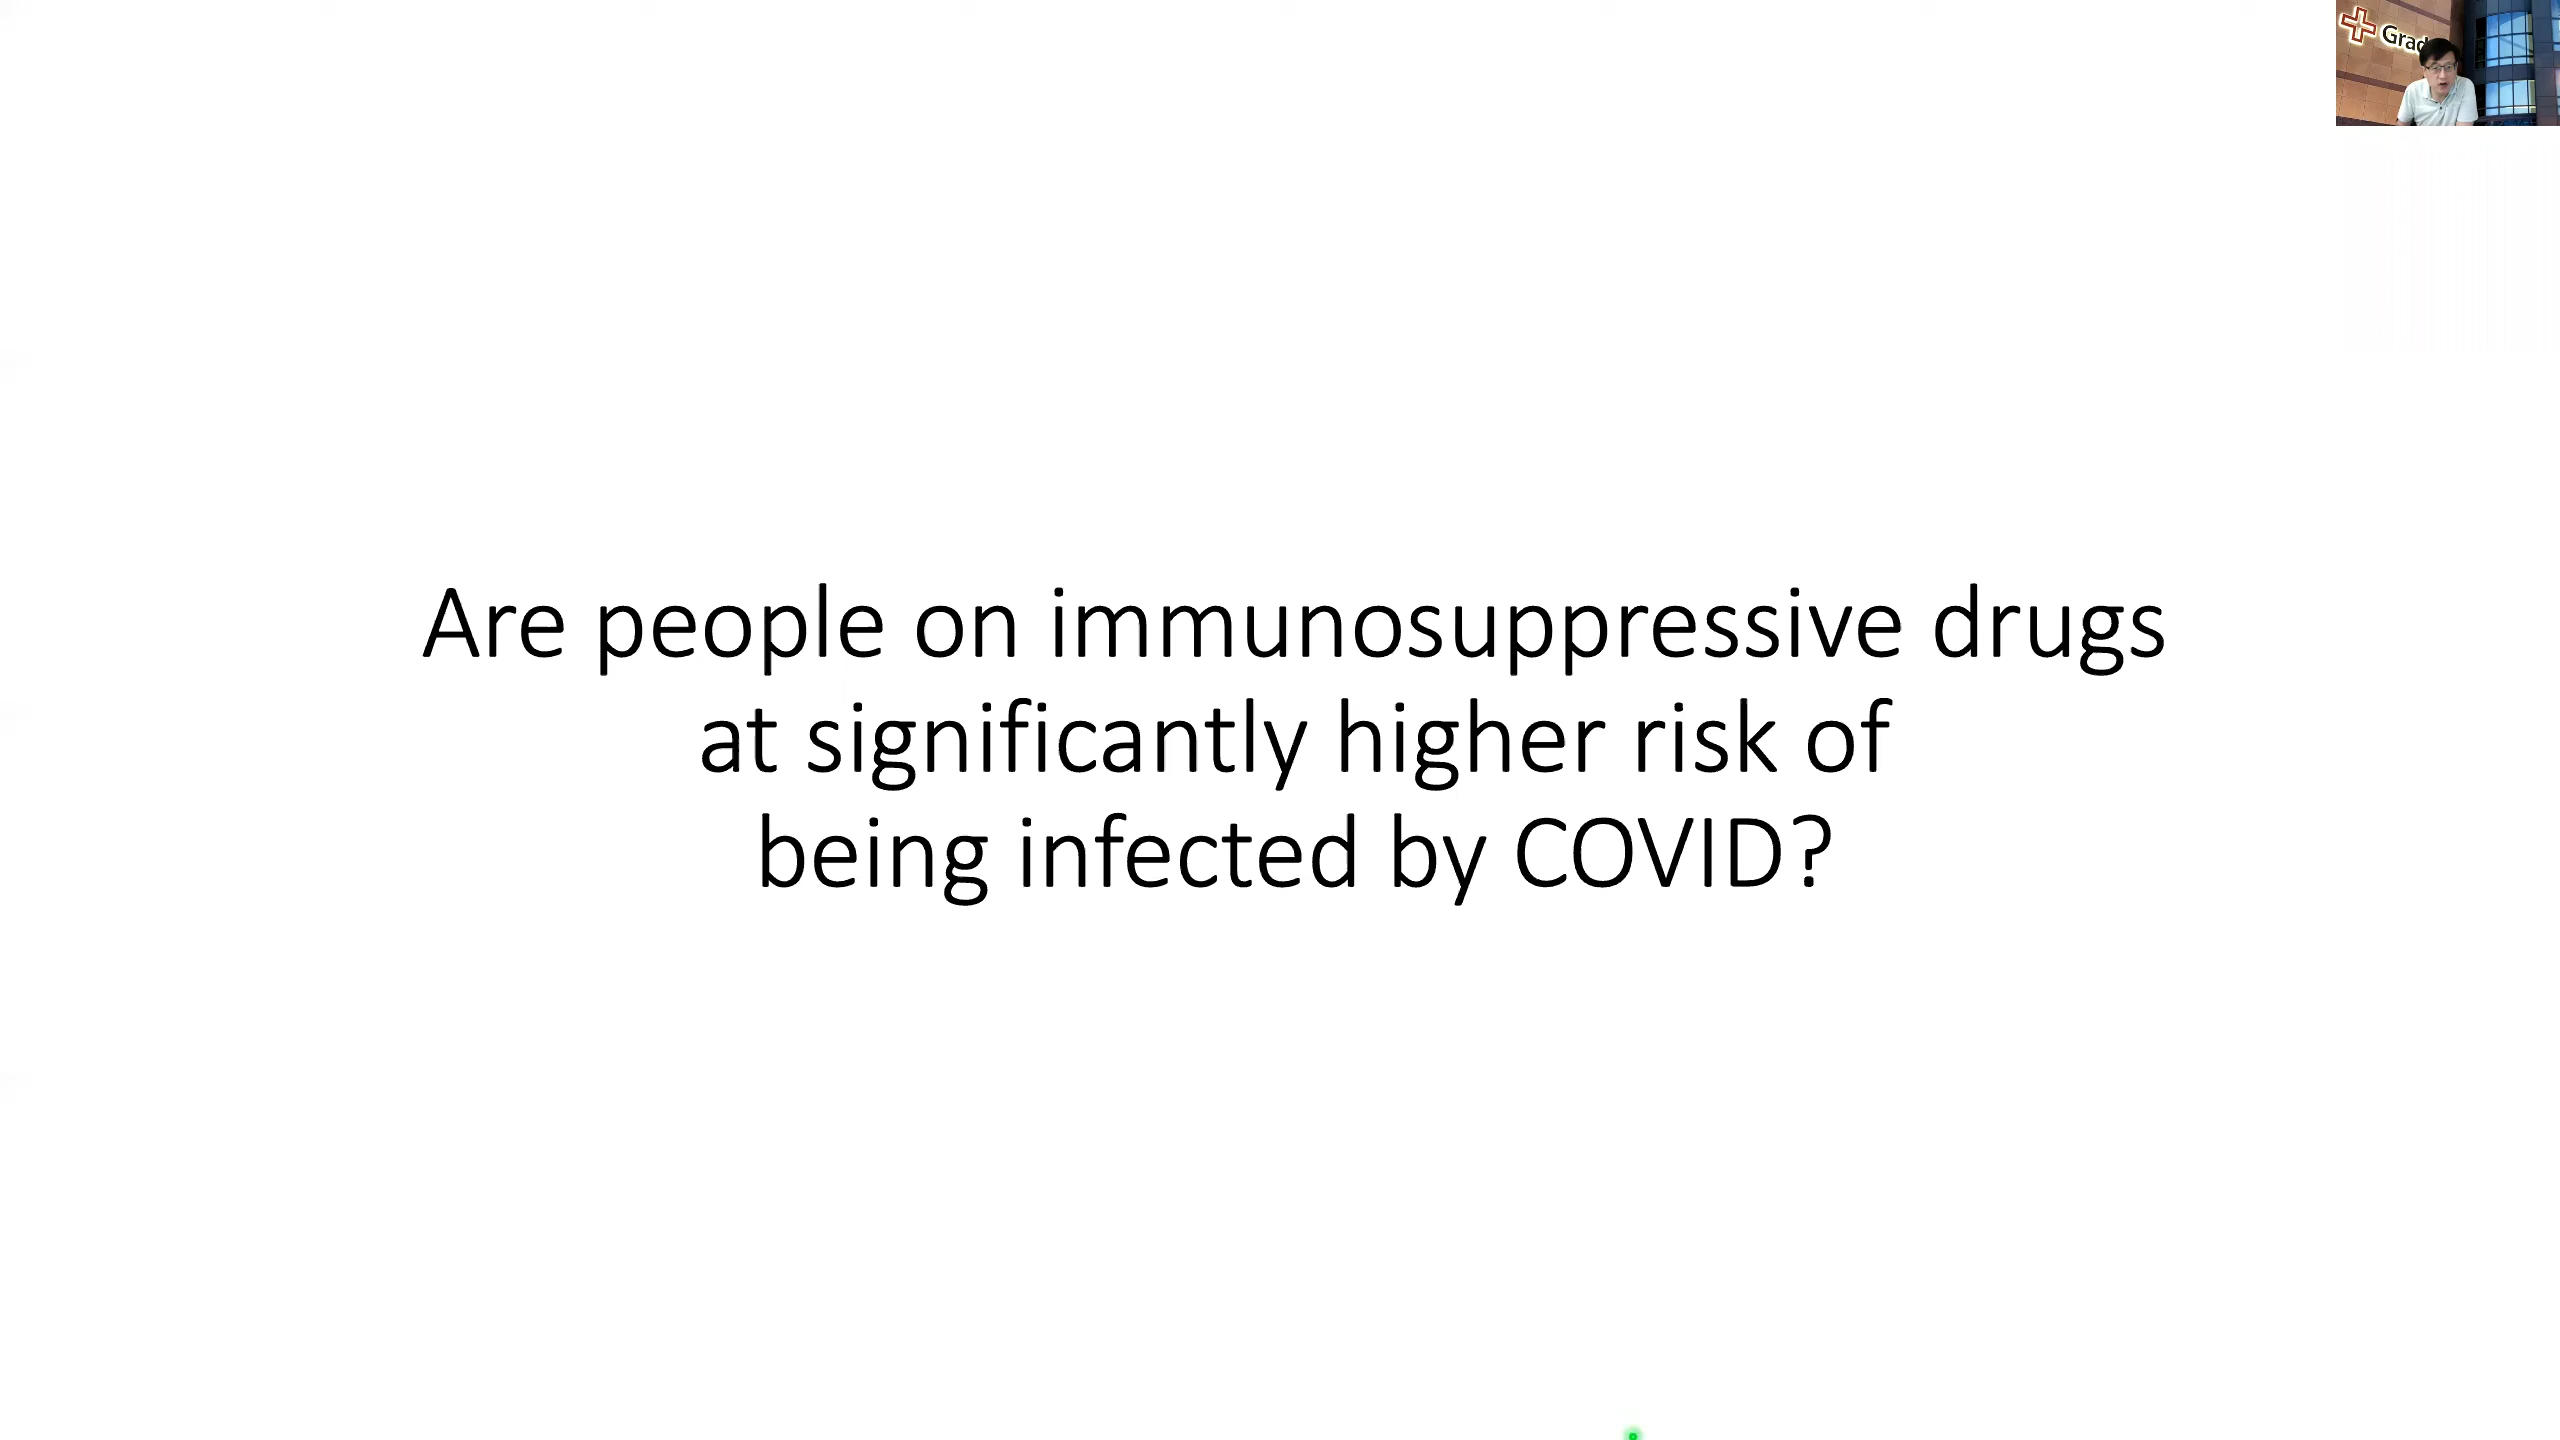 Are people on immunosuppressive drugs
at significantly higher risk of
being infected by COVID?